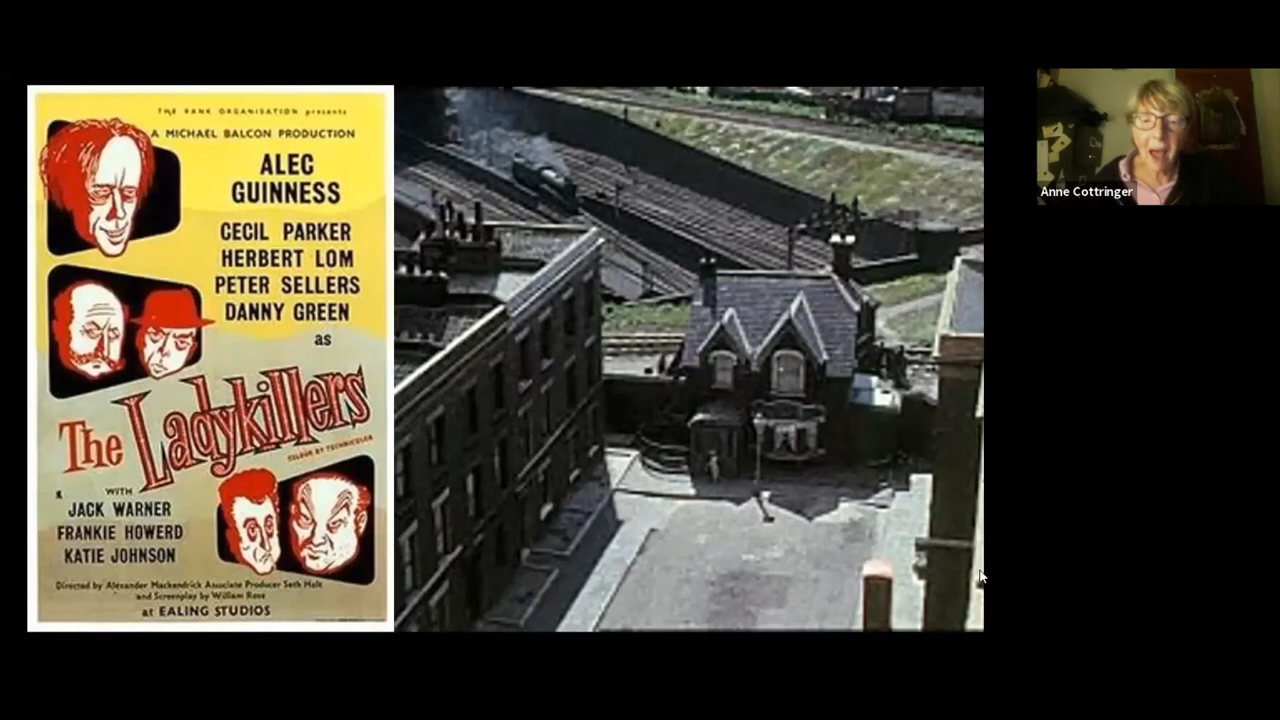 THE RANK ORGANISATION presents
A MICHAEL BALCON PRODUCTION
ALEC
GUINNESS
CECIL PARKER
HERBERT LOM
PETER SELLERS
DANNY GREEN
as
The Ladykillers
COLOUR BY TECHNICOLOR
WITH
JACK WARNER
FRANKIE HOWERD
KATIE JOHNSON
Directed by Alexander Mackendrick Associate Producer Seth Holt
and Screenplay by William Rose
at EALING STUDIOS
Anne Cottringer